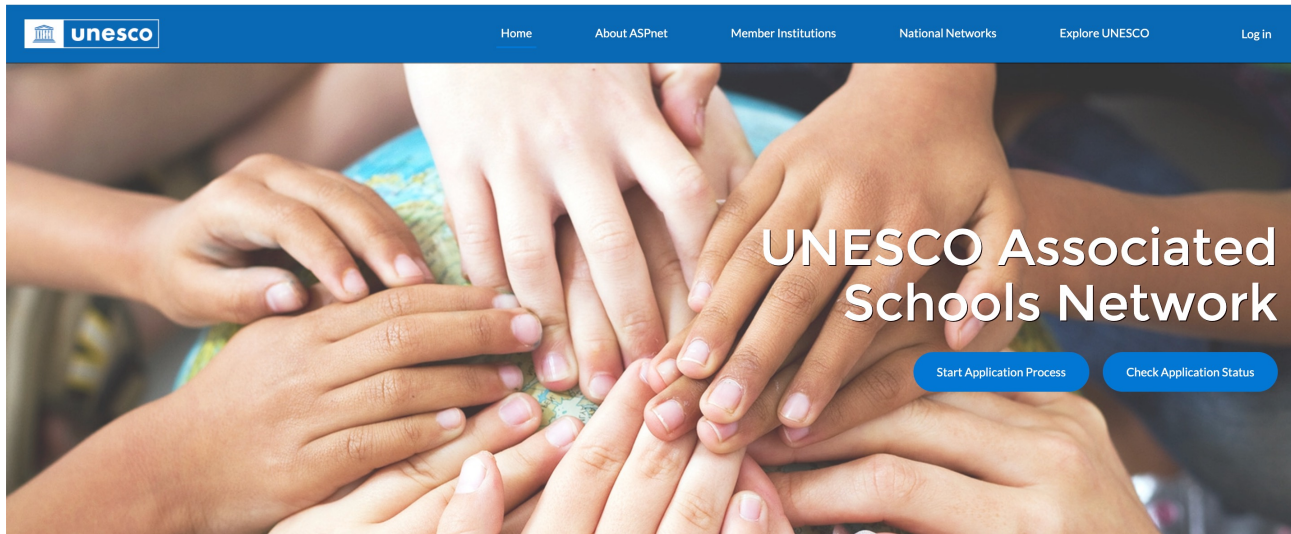 unesco
Home
About ASPnet
Member Institutions
National Networks
Explore UNESCO
Log in
UNESCO Associated
Schools Network
Start Application Process
Check Application Status